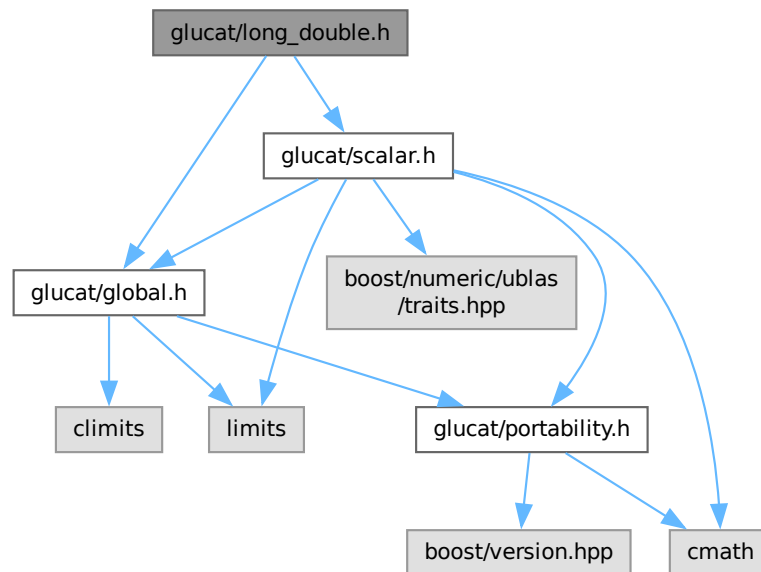 glucat/long_double.h
glucat/scalar.h
glucat/global.h
boost/numeric/ublas
/traits.hpp
climits
limits
glucat/portability.h
boost/version.hpp
cmath